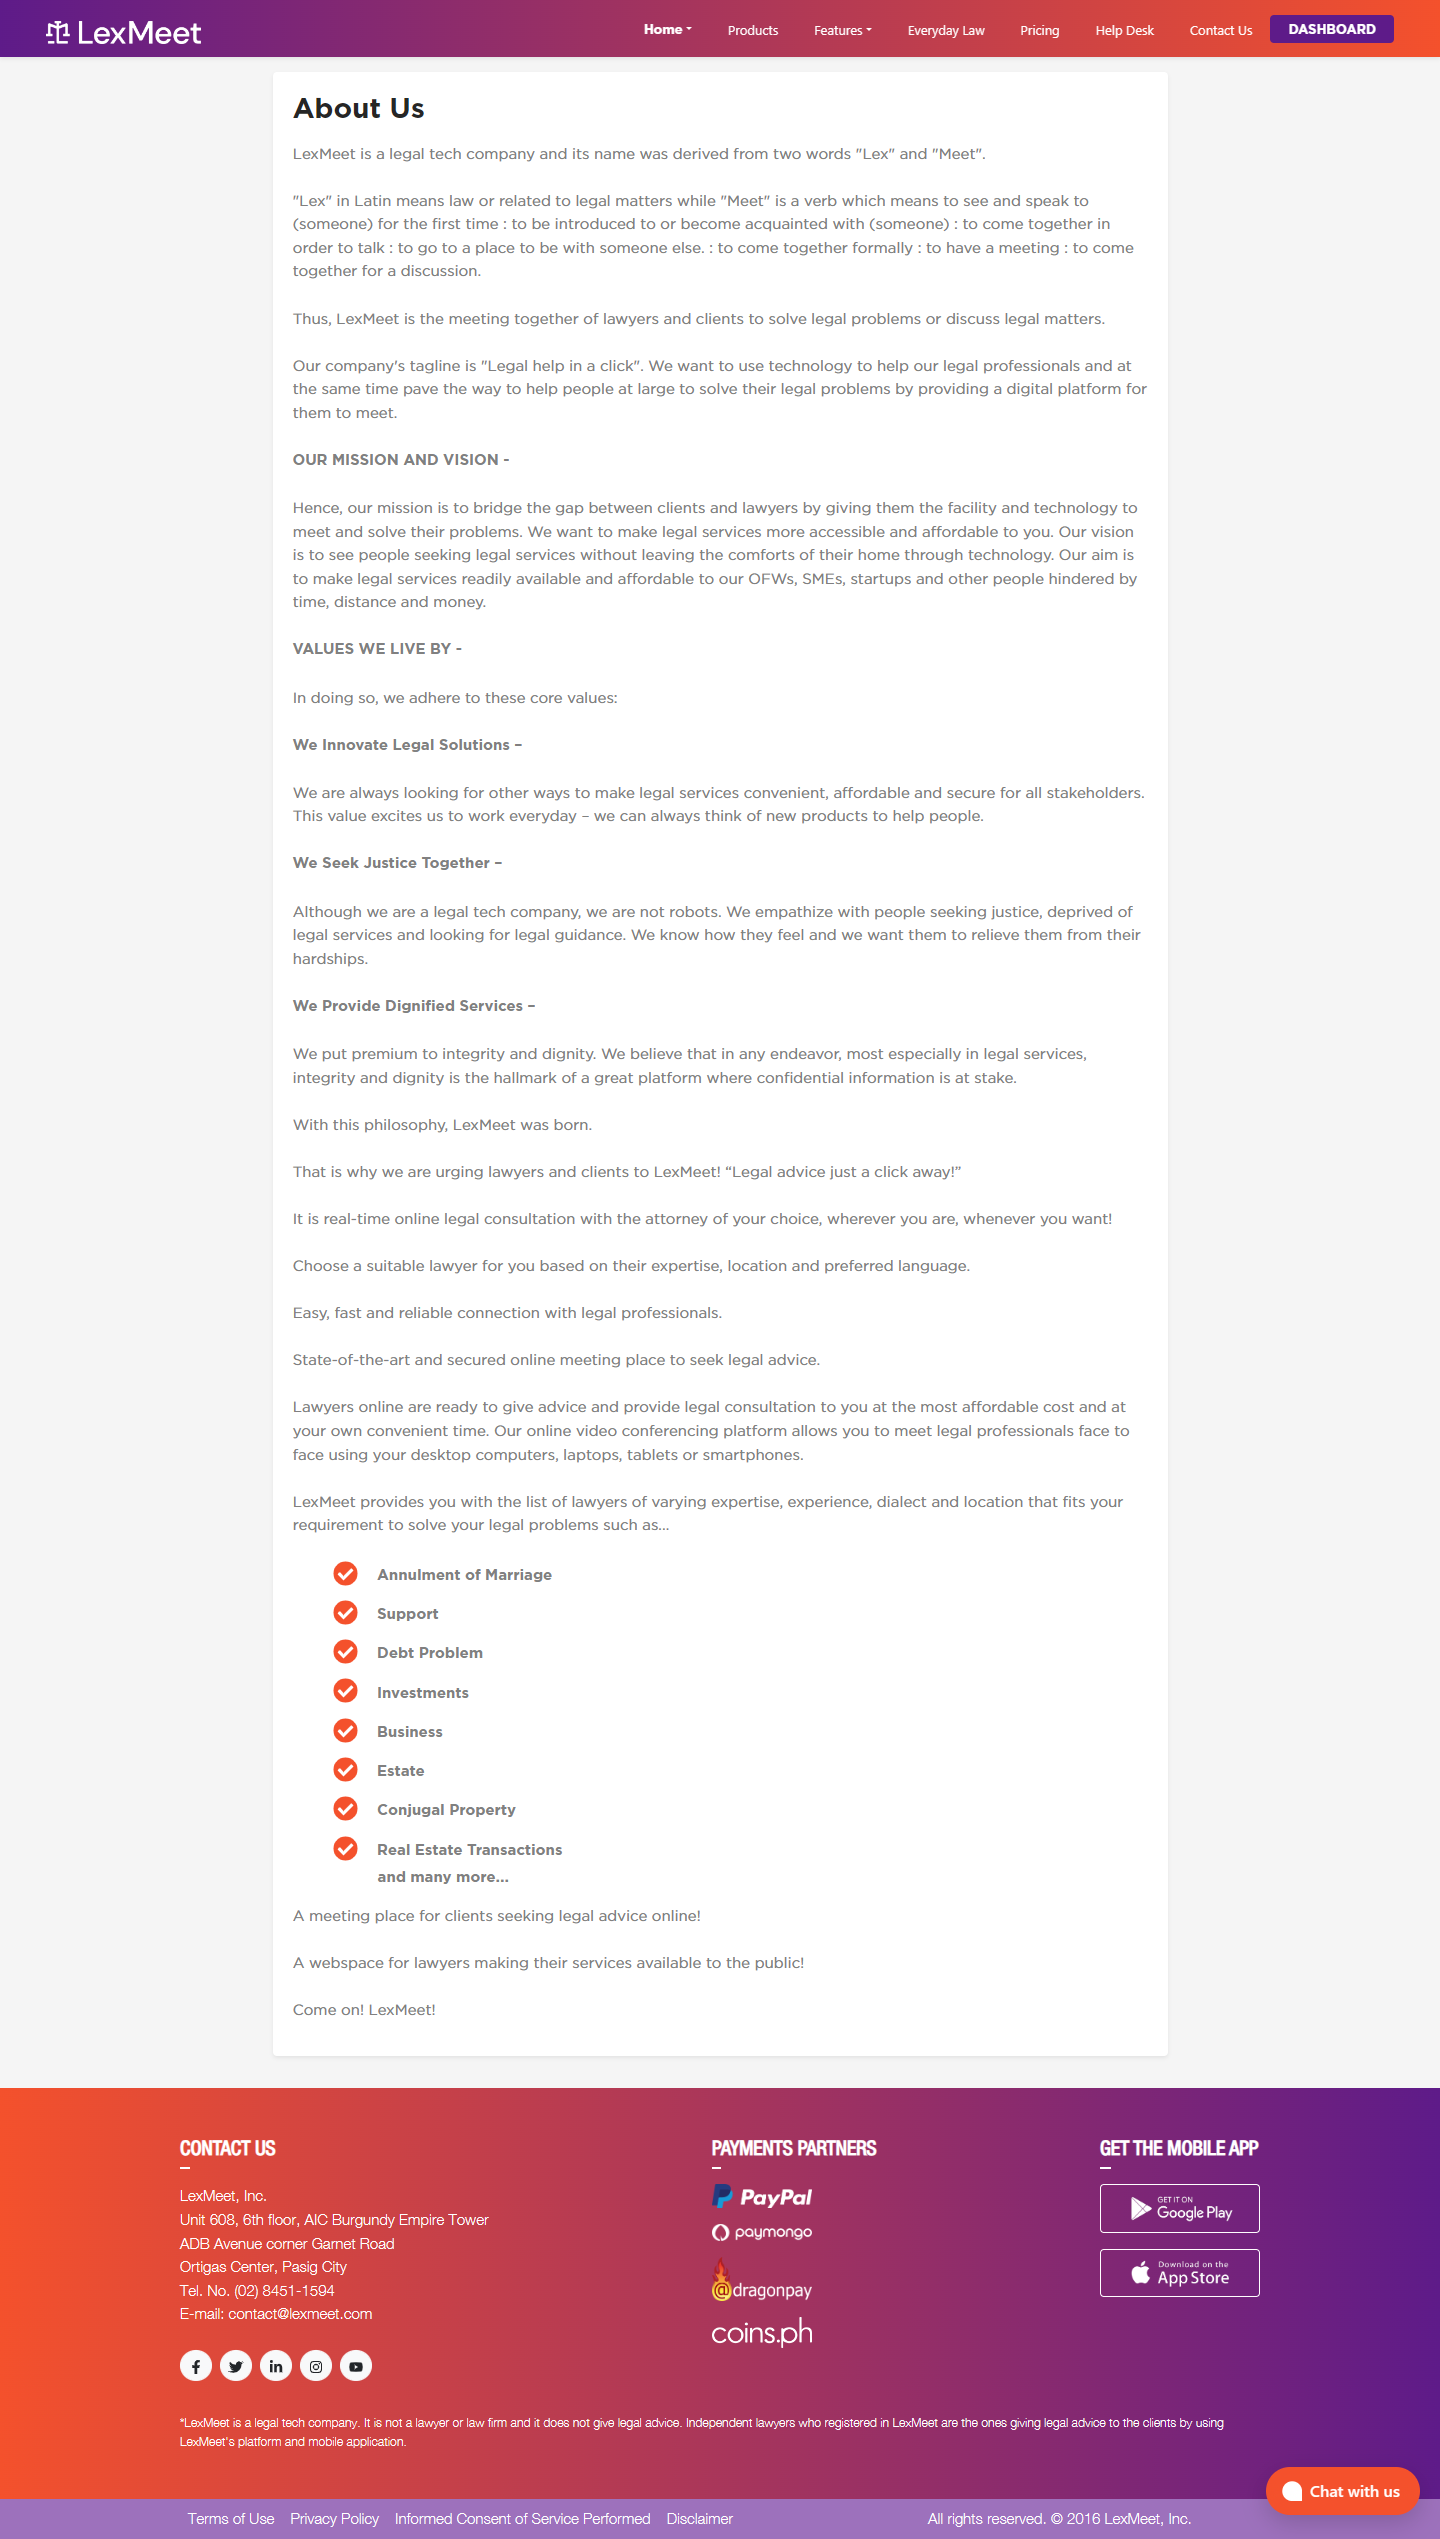 LexMeet
Home Products Features Everyday Law Pricing Help Desk Contact Us DASHBOARD
About Us
LexMeet is a legal tech company and its name was derived from two words "Lex" and "Meet".
"Lex" in Latin means law or related to legal matters while "Meet" is a verb which means to see and speak to
(someone) for the first time : to be introduced to or become acquainted with (someone) : to come together in
order to talk : to go to a place to be with someone else. : to come together formally : to have a meeting : to come
together for a discussion.
Thus, LexMeet is the meeting together of lawyers and clients to solve legal problems or discuss legal matters.
Our company's tagline is "Legal help in a click". We want to use technology to help our legal professionals and at
the same time pave the way to help people at large to solve their legal problems by providing a digital platform for
them to meet.
OUR MISSION AND VISION -
Hence, our mission is to bridge the gap between clients and lawyers by giving them the facility and technology to
meet and solve their problems. We want to make legal services more accessible and affordable to you. Our vision
is to see people seeking legal services without leaving the comforts of their home through technology. Our aim is
to make legal services readily available and affordable to our OFWs, SMEs, startups and other people hindered by
time, distance and money.
VALUES WE LIVE BY -
In doing so, we adhere to these core values:
We Innovate Legal Solutions –
We are always looking for other ways to make legal services convenient, affordable and secure for all stakeholders.
This value excites us to work everyday – we can always think of new products to help people.
We Seek Justice Together –
Although we are a legal tech company, we are not robots. We empathize with people seeking justice, deprived of
legal services and looking for legal guidance. We know how they feel and we want them to relieve them from their
hardships.
We Provide Dignified Services –
We put premium to integrity and dignity. We believe that in any endeavor, most especially in legal services,
integrity and dignity is the hallmark of a great platform where confidential information is at stake.
With this philosophy, LexMeet was born.
That is why we are urging lawyers and clients to LexMeet! “Legal advice just a click away!”
It is real-time online legal consultation with the attorney of your choice, wherever you are, whenever you want!
Choose a suitable lawyer for you based on their expertise, location and preferred language.
Easy, fast and reliable connection with legal professionals.
State-of-the-art and secured online meeting place to seek legal advice.
Lawyers online are ready to give advice and provide legal consultation to you at the most affordable cost and at
your own convenient time. Our online video conferencing platform allows you to meet legal professionals face to
face using your desktop computers, laptops, tablets or smartphones.
LexMeet provides you with the list of lawyers of varying expertise, experience, dialect and location that fits your
requirement to solve your legal problems such as...
Annulment of Marriage
Support
Debt Problem
Investments
Business
Estate
Conjugal Property
Real Estate Transactions
and many more...
A meeting place for clients seeking legal advice online!
A webspace for lawyers making their services available to the public!
Come on! LexMeet!
CONTACT US
LexMeet, Inc.
Unit 608, 6th floor, AIC Burgundy Empire Tower
ADB Avenue corner Garnet Road
Ortigas Center, Pasig City
Tel. No. (02) 8451-1594
E-mail: contact@lexmeet.com
PAYMENTS PARTNERS
PayPal
paymongo
@dragonpay
coins.ph
GET THE MOBILE APP
GET IT ON
Google Play
Download on the
App Store
*LexMeet is a legal tech company. It is not a lawyer or law firm and it does not give legal advice. Independent lawyers who registered in LexMeet are the ones giving legal advice to the clients by using
LexMeet's platform and mobile application.
Chat with us
Terms of Use Privacy Policy Informed Consent of Service Performed Disclaimer All rights reserved. © 2016 LexMeet, Inc.